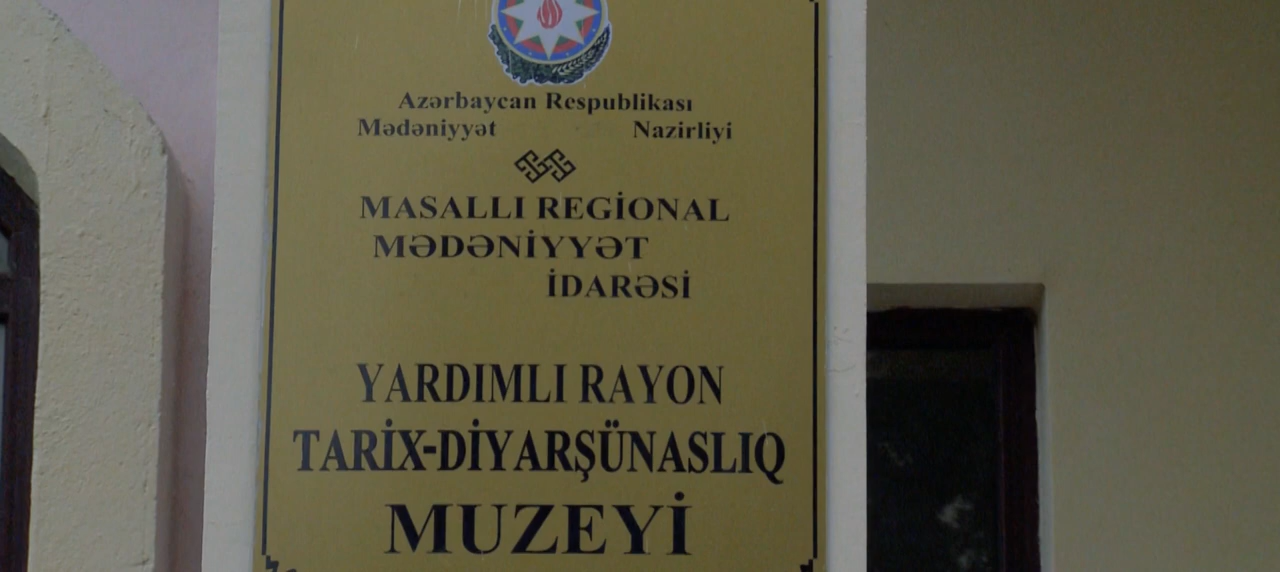 Azərbaycan Respublikası
Mədəniyyət Nazirliyi
MASALLI REGİONAL
MƏDƏNİYYƏT
İDARƏSİ
YARDIMLI RAYON
TARİX-DİYARŞÜNASLIQ
MUZEYİ